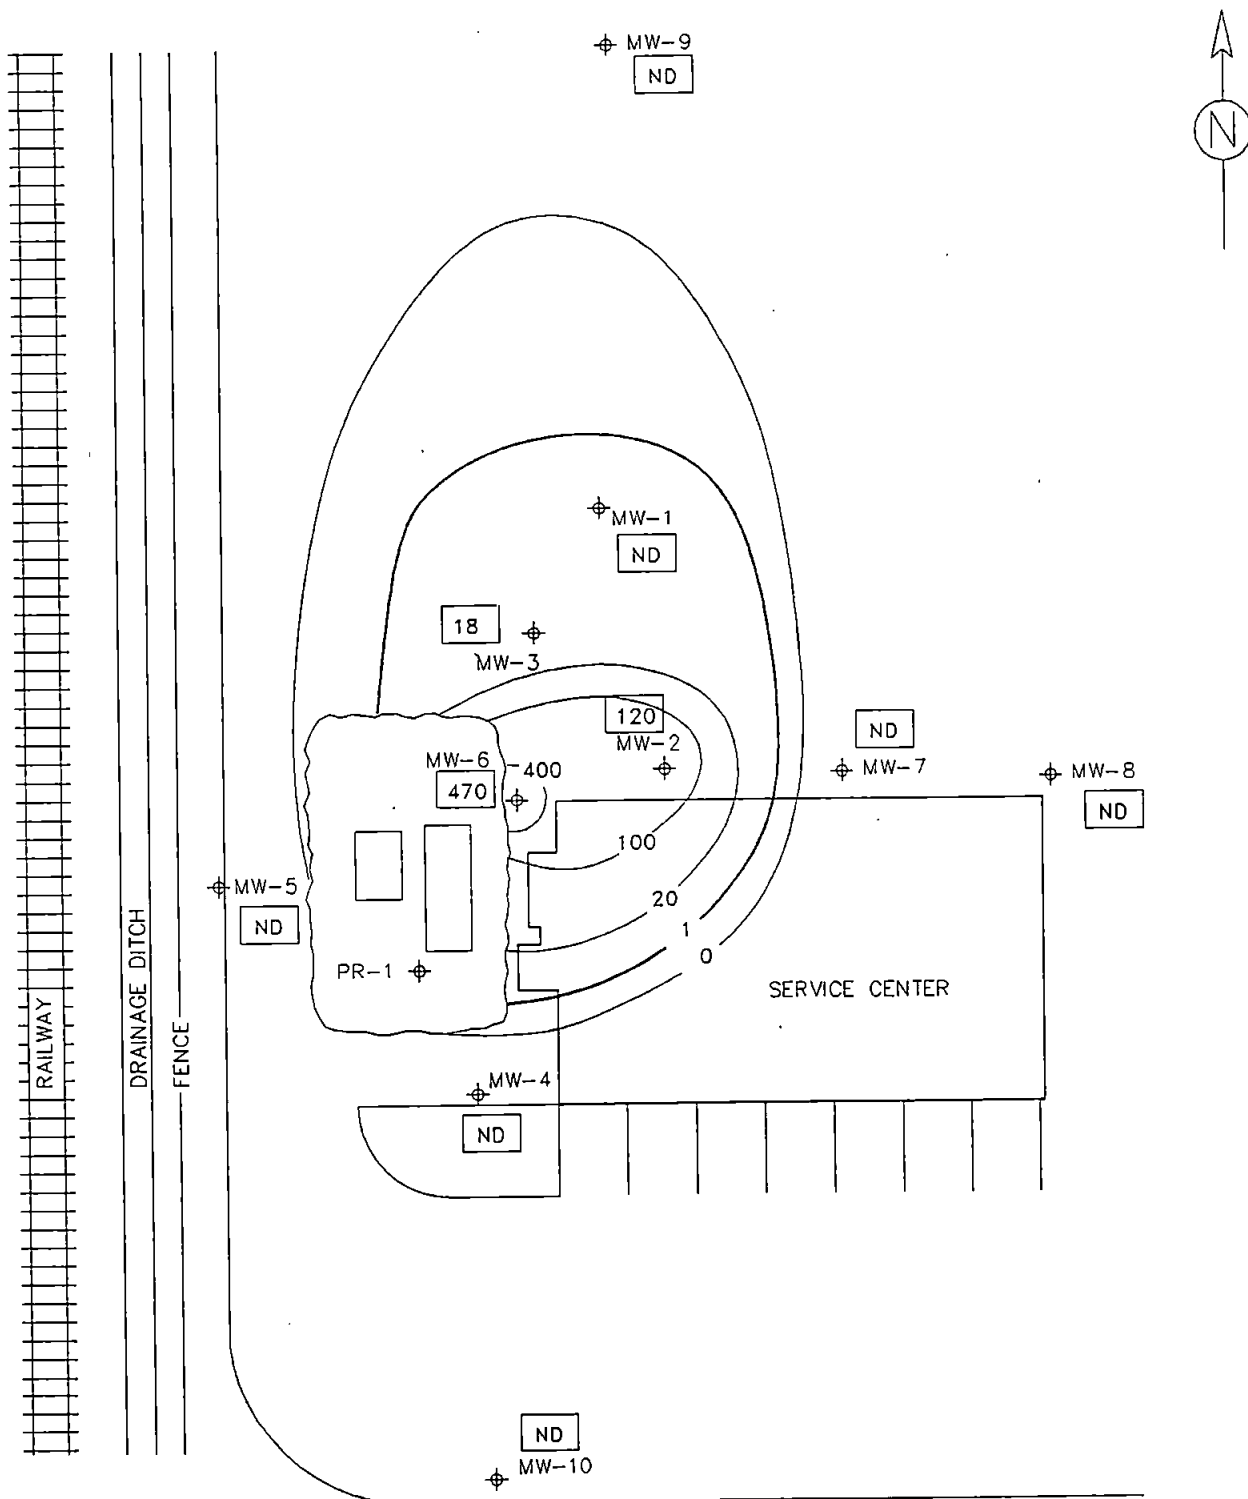 MW-9
ND
N
MW-1
ND
18
MW-3
120
MW-2
ND
MW-7
MW-8
ND
MW-6
470
400
100
MW-5
ND
20
1
0
PR-1
SERVICE CENTER
RAILWAY
DRAINAGE DITCH
FENCE
MW-4
ND
ND
MW-10